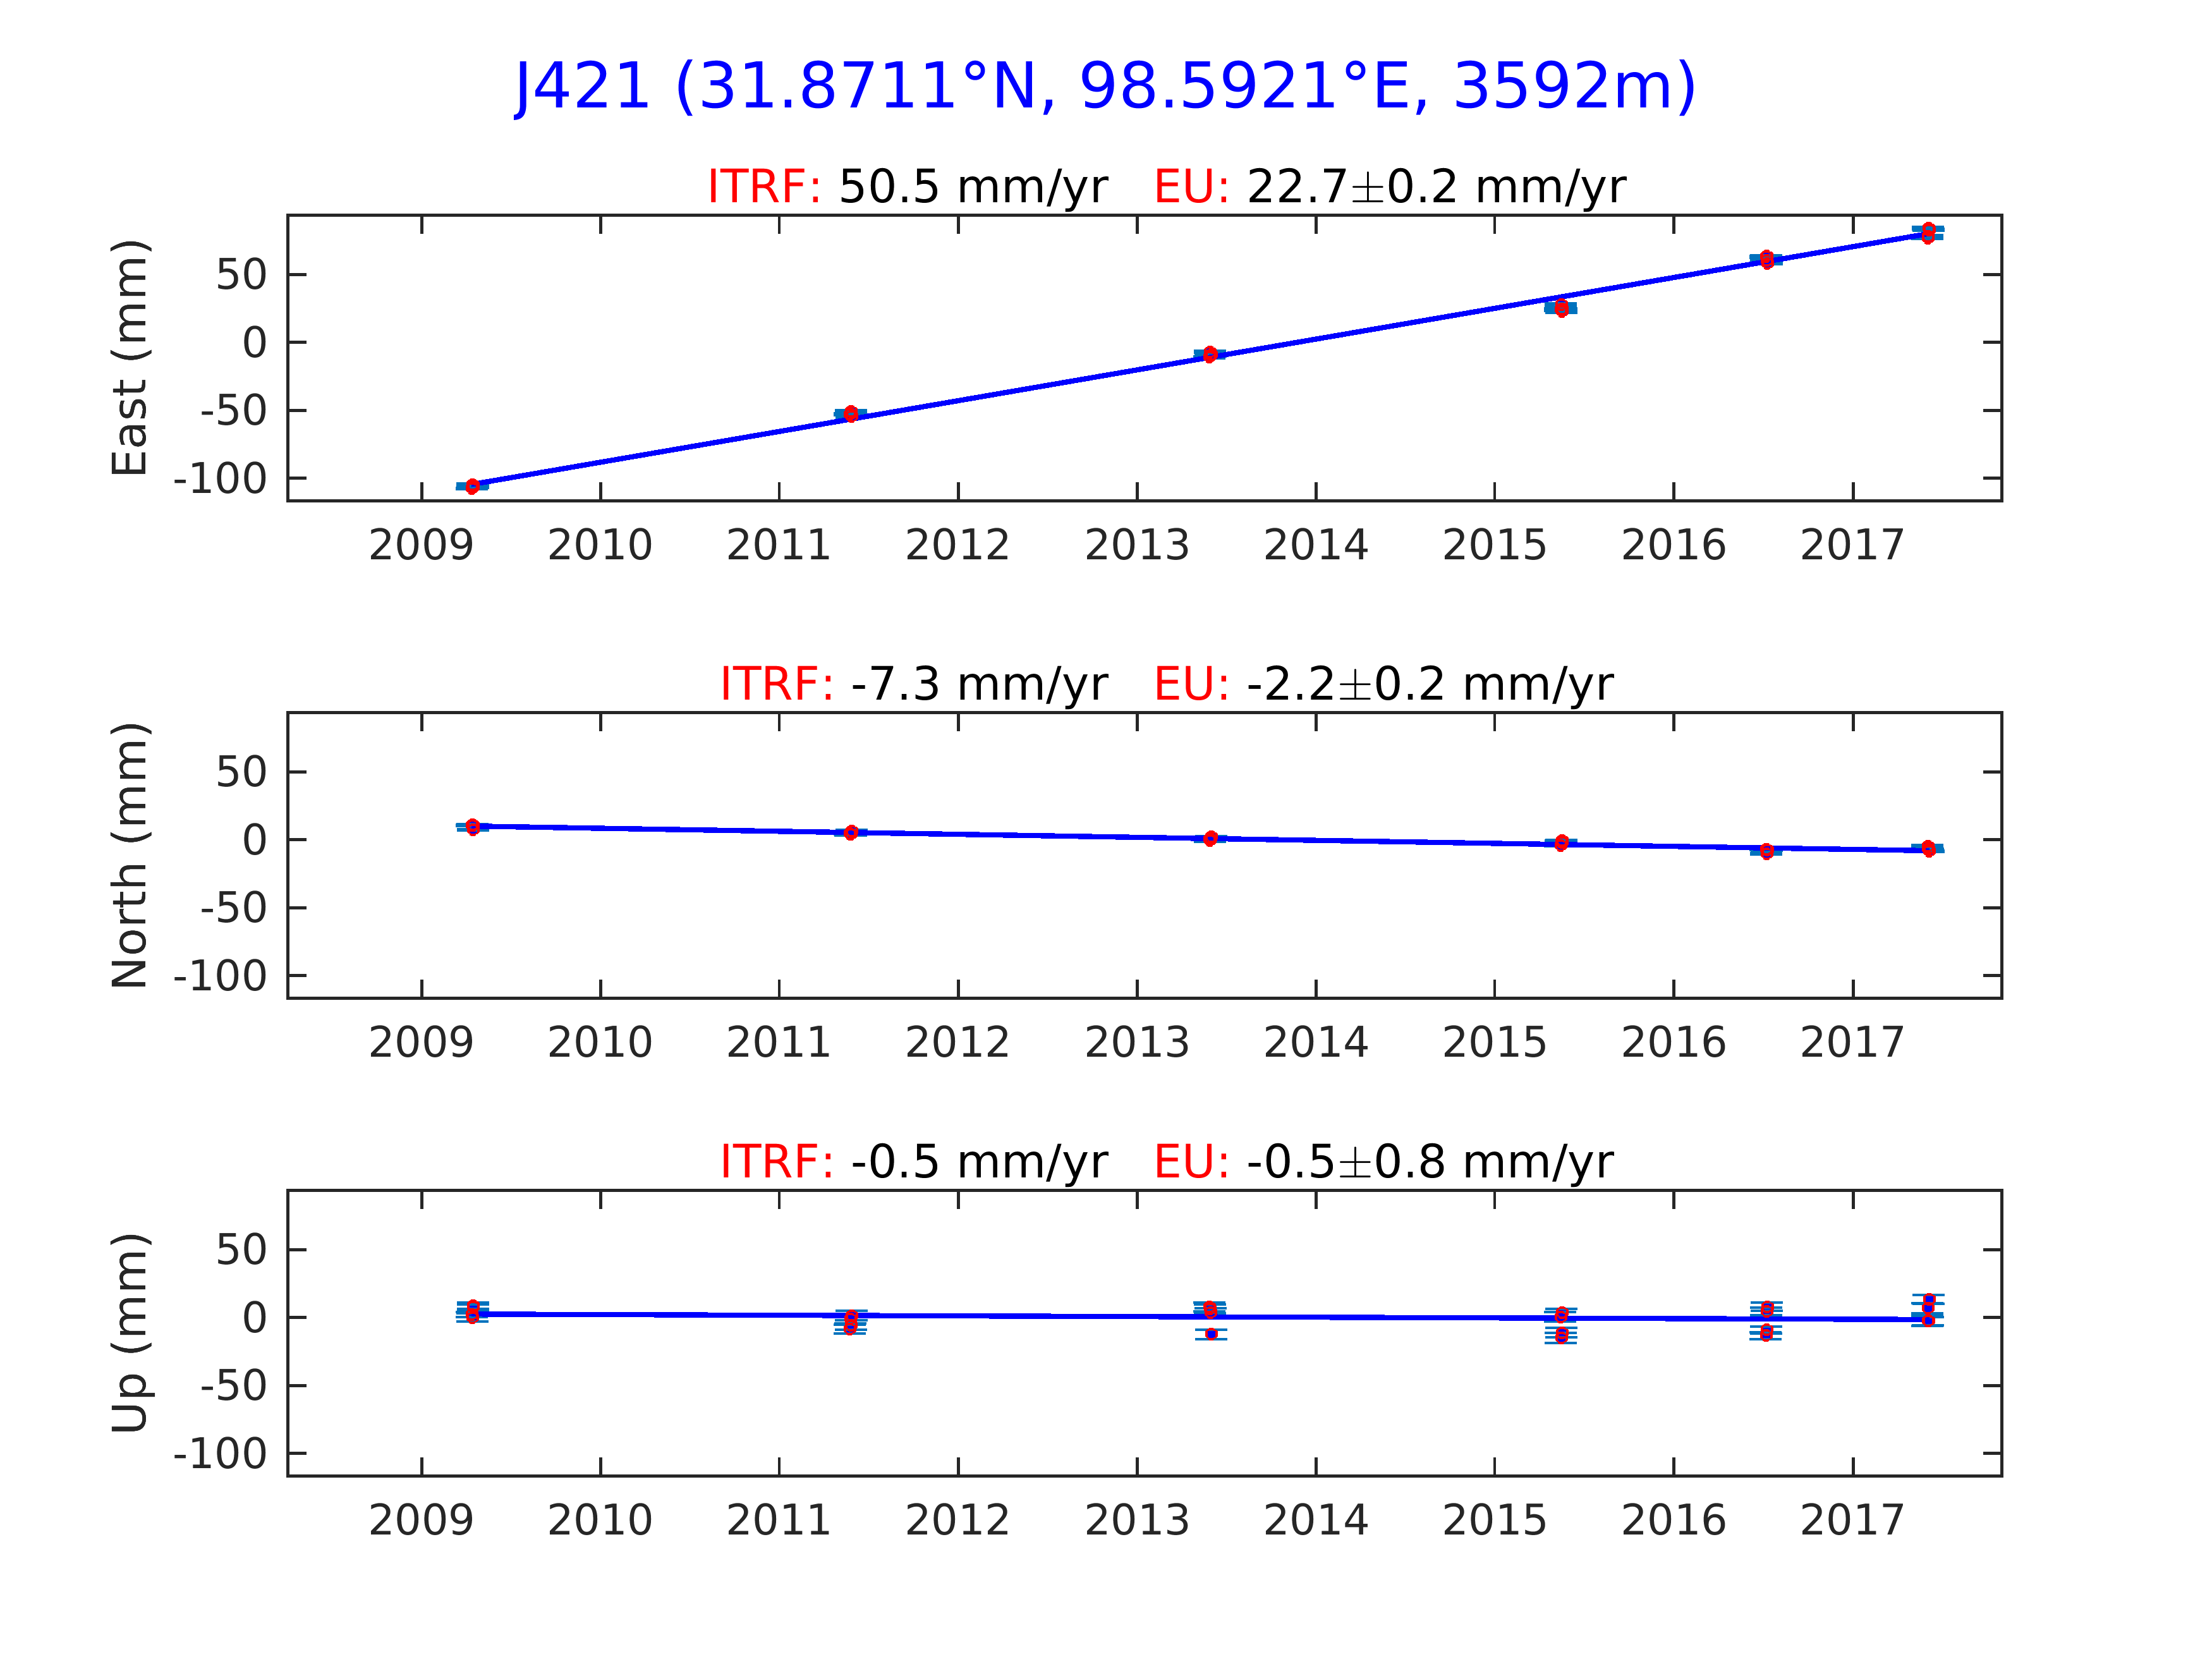 J421 (31.8711°N, 98.5921°E, 3592m)
ITRF: 50.5 mm/yr EU: 22.7±0.2 mm/yr
East (mm)
50
0
-50
-100
2009 2010 2011 2012 2013 2014 2015 2016 2017
ITRF: -7.3 mm/yr EU: -2.2±0.2 mm/yr
North (mm)
50
0
-50
-100
2009 2010 2011 2012 2013 2014 2015 2016 2017
ITRF: -0.5 mm/yr EU: -0.5±0.8 mm/yr
Up (mm)
50
0
-50
-100
2009 2010 2011 2012 2013 2014 2015 2016 2017